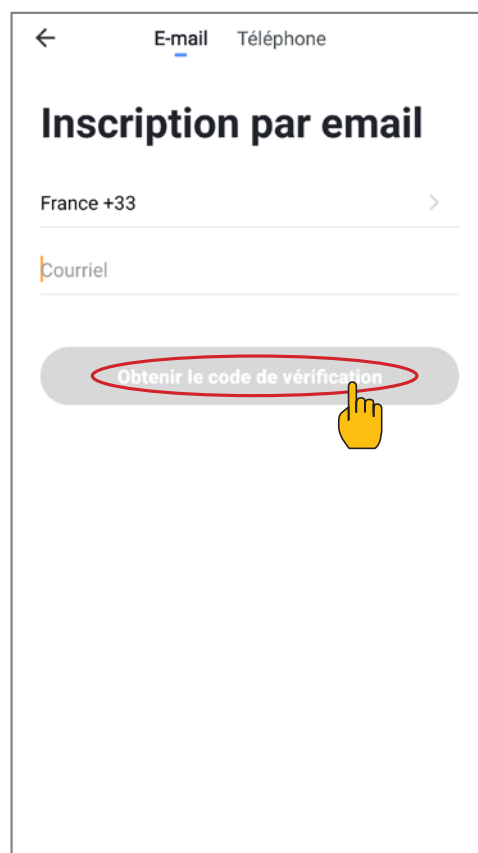 E-mail Téléphone
Inscription par email
France +33
Courriel
Obtenir le code de vérification